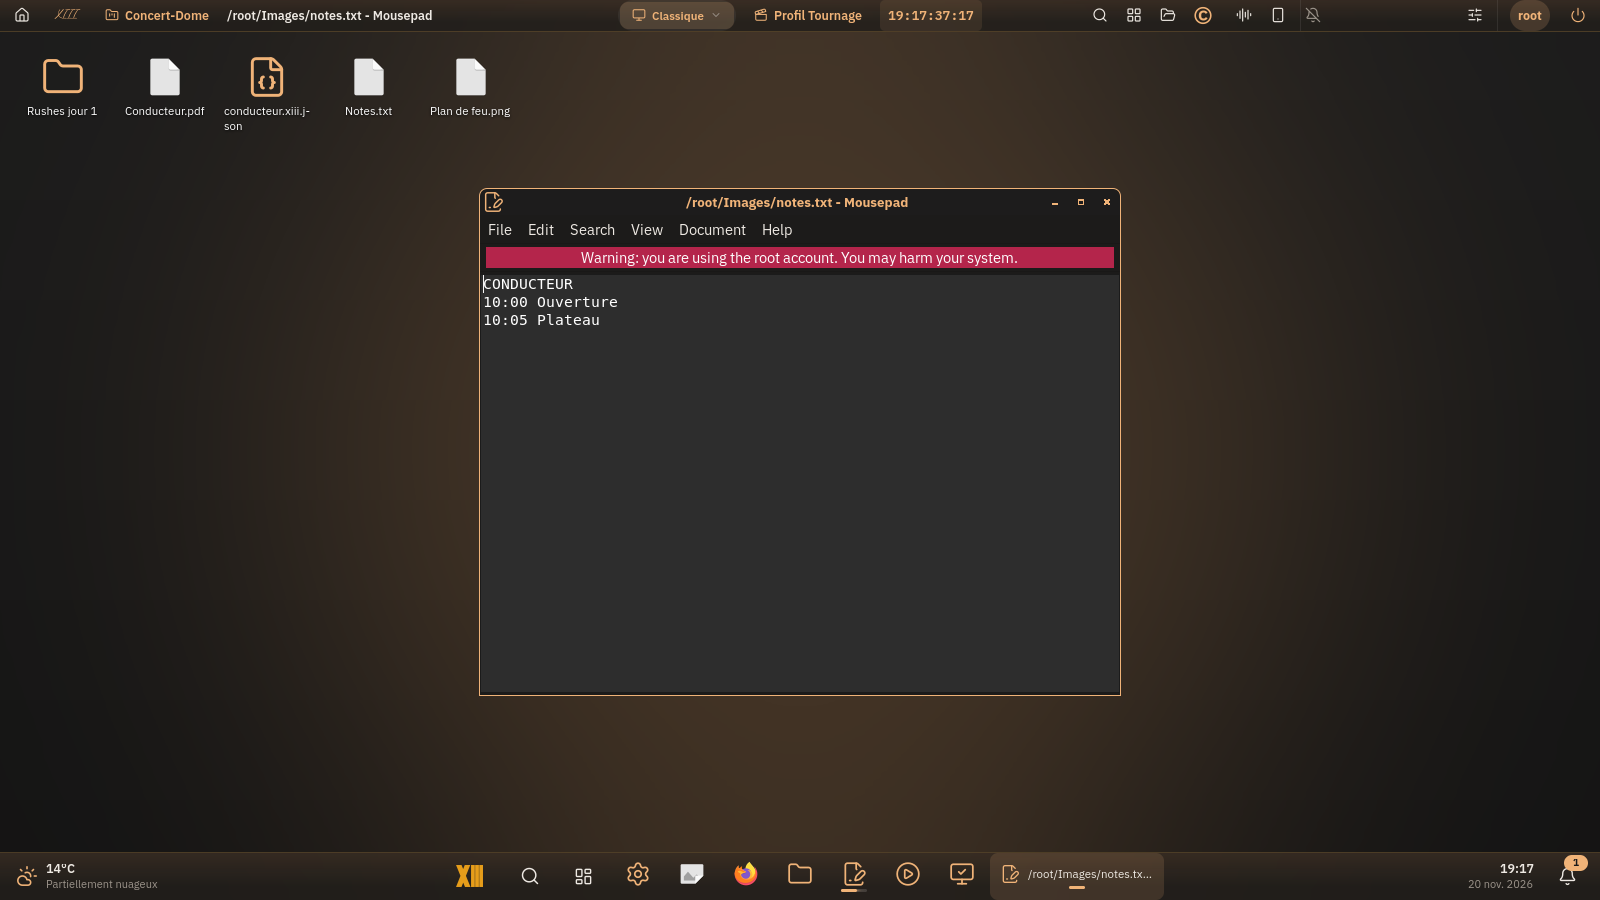 Concert-Dome
/root/Images/notes.txt - Mousepad
Classique
Profil Tournage
19:17:37:17
root
Rushes jour 1
Conducteur.pdf
conducteur.xiii.j-
son
Notes.txt
Plan de feu.png
/root/Images/notes.txt - Mousepad
File Edit Search View Document Help
Warning: you are using the root account. You may harm your system.
CONDUCTEUR
10:00 Ouverture
10:05 Plateau
14°C
Partiellement nuageux
XIII
/root/Images/notes.tx...
19:17
20 nov. 2026
1